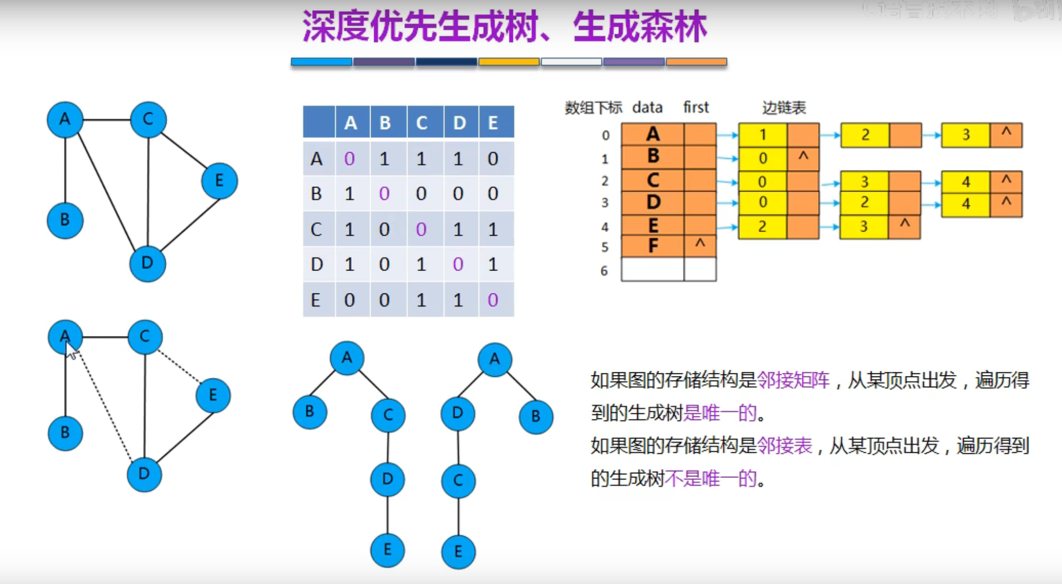 深度优先生成树、生成森林
A
C
E
B
D
A B C D E
A 0 1 1 1 0
B 1 0 0 0 0
C 1 0 0 1 1
D 1 0 1 0 1
E 0 0 1 1 0
数组下标 data first 边链表
0 A 1 2 3 ^
1 B 0 ^
2 C 0 3 4 ^
3 D 0 2 4 ^
4 E 2 3 ^
5 F ^
6
A
C
E
B
D
A
B
C
D
E
A
D
B
C
E
如果图的存储结构是邻接矩阵，从某顶点出发，遍历得
到的生成树是唯一的。
如果图的存储结构是邻接表，从某顶点出发，遍历得到
的生成树不是唯一的。